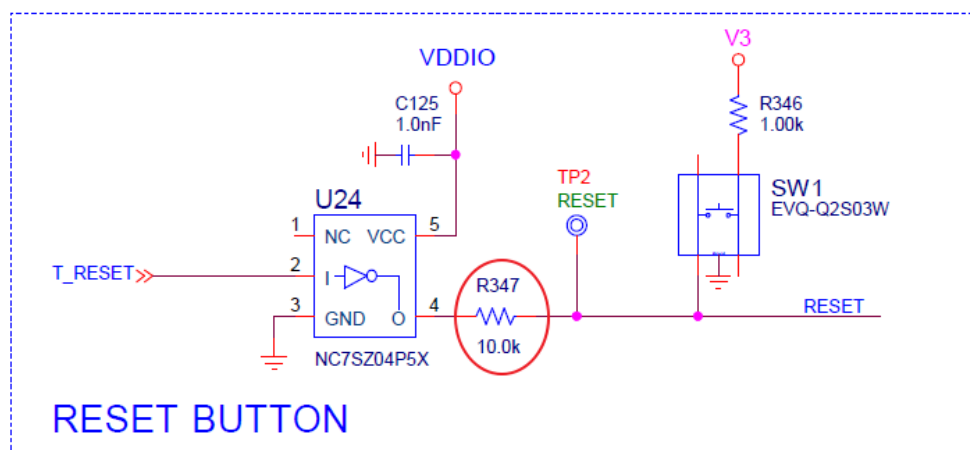 V3
VDDIO
R346
1.00k
C125
1.0nF
TP2
RESET
SW1
EVQ-Q2S03W
U24
1 NC VCC 5
T_RESET
2 I
R347
3 GND O 4
10.0k
RESET
NC7SZ04P5X
RESET BUTTON